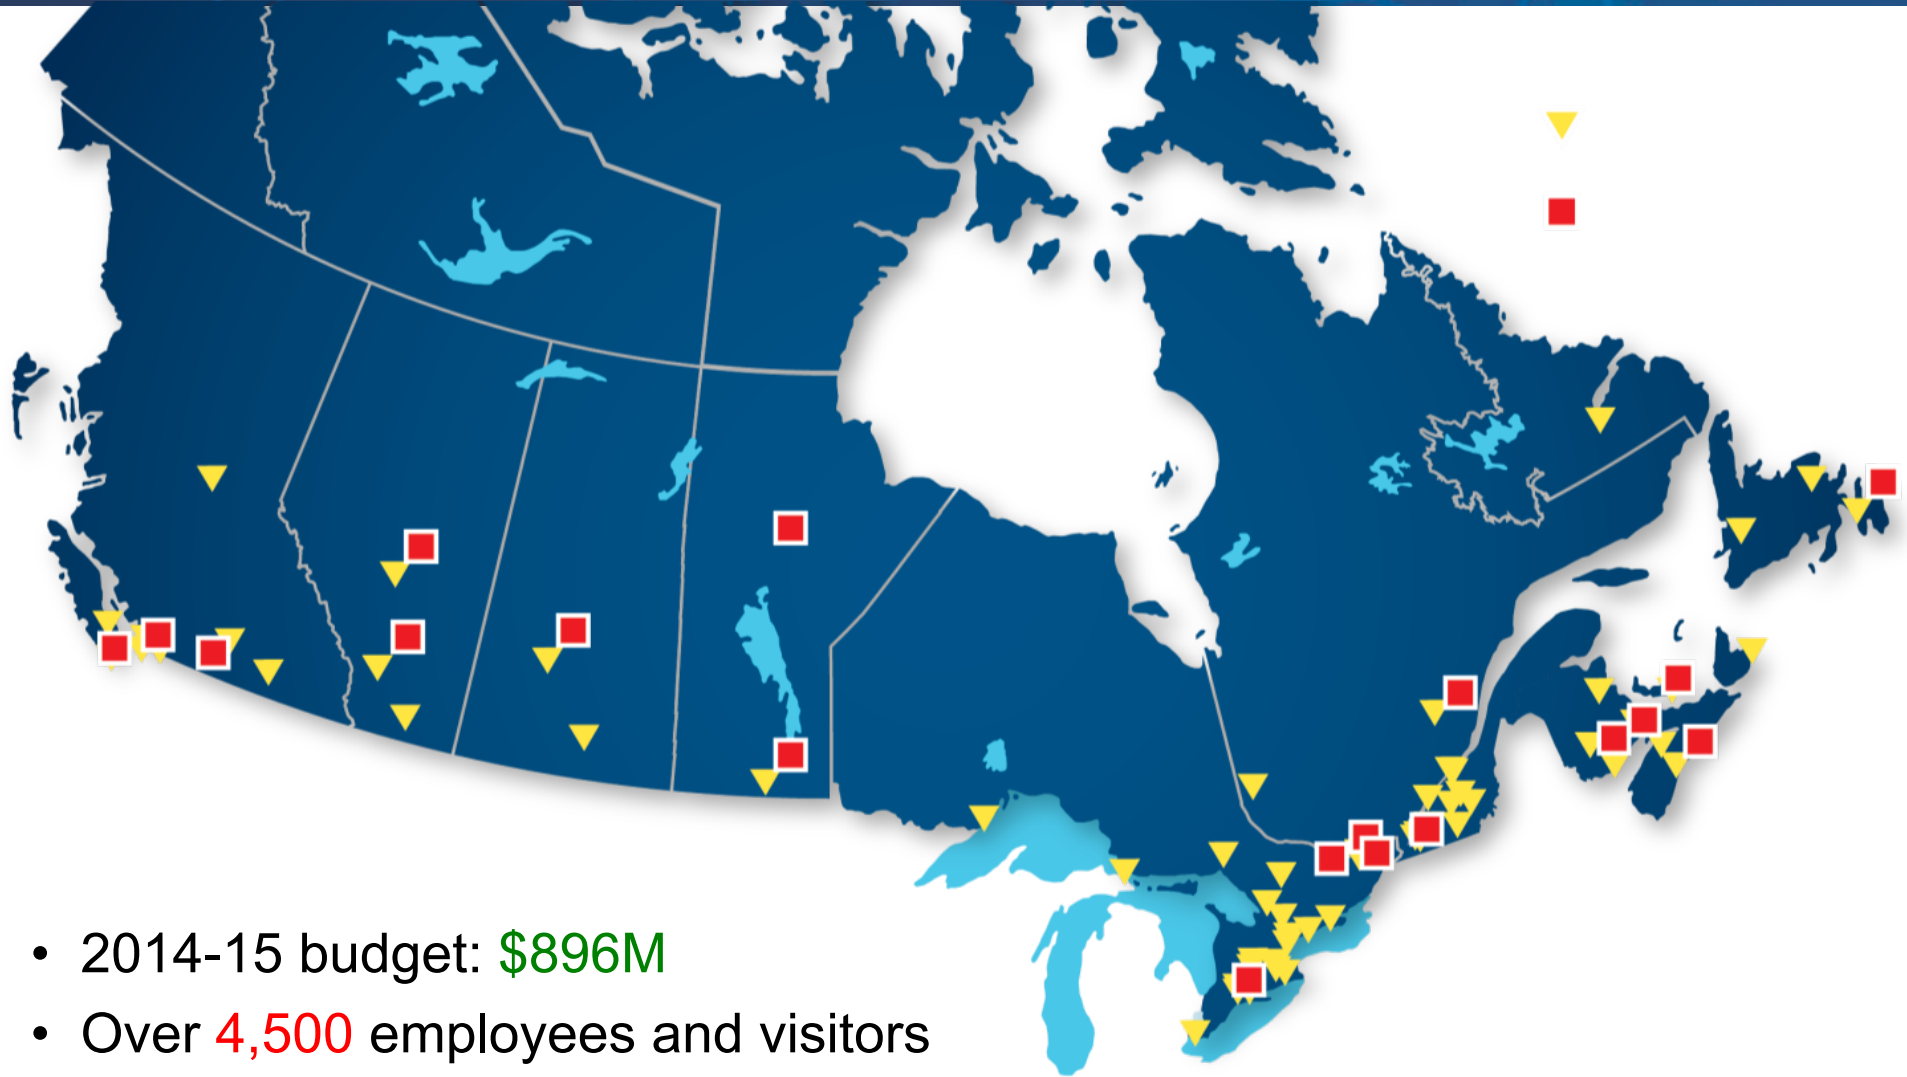 • 2014-15 budget: $896M
• Over 4,500 employees and visitors